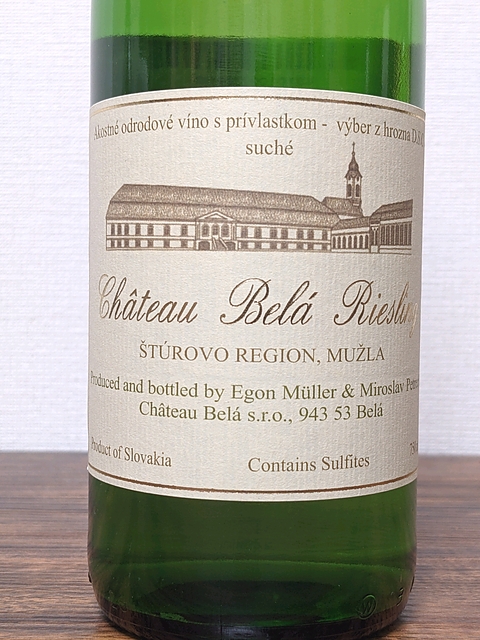 Akostné odrodové víno s prívlastkom - výber z hrozna
suché
Château Belá Riesling
ŠTÚROVO REGION, MUŽLA
Produced and bottled by Egon Müller & Miroslav
Château Belá s.r.o., 943 53 Belá
Product of Slovakia
Contains Sulfites